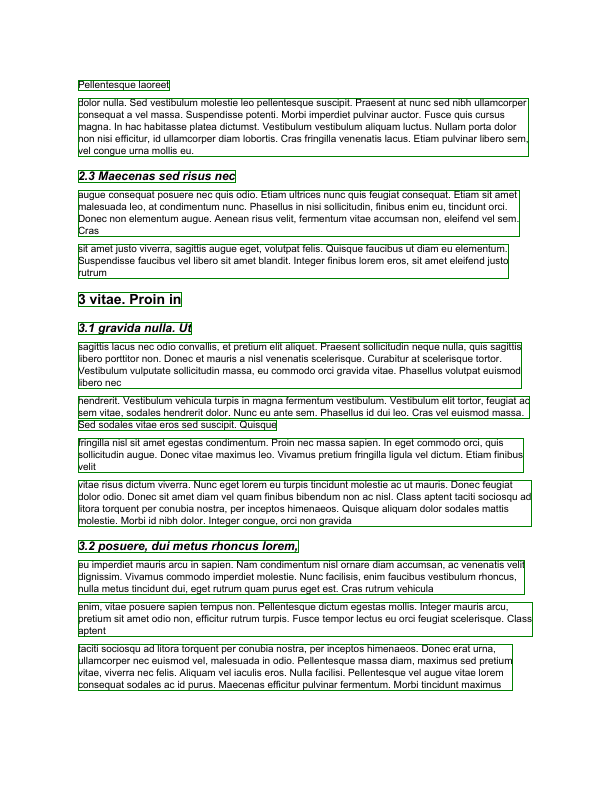 Pellentesque laoreet
dolor nulla. Sed vestibulum molestie leo pellentesque suscipit. Praesent at nunc sed nibh ullamcorper
consequat a vel massa. Suspendisse potenti. Morbi imperdiet pulvinar auctor. Fusce quis cursus
magna. In hac habitasse platea dictumst. Vestibulum vestibulum aliquam luctus. Nullam porta dolor
non nisi efficitur, id ullamcorper diam lobortis. Cras fringilla venenatis lacus. Etiam pulvinar libero sem,
vel congue urna mollis eu.
2.3 Maecenas sed risus nec
augue consequat posuere nec quis odio. Etiam ultrices nunc quis feugiat consequat. Etiam sit amet
malesuada leo, at condimentum nunc. Phasellus in nisi sollicitudin, finibus enim eu, tincidunt orci.
Donec non elementum augue. Aenean risus velit, fermentum vitae accumsan non, eleifend vel sem.
Cras
sit amet justo viverra, sagittis augue eget, volutpat felis. Quisque faucibus ut diam eu elementum.
Suspendisse faucibus vel libero sit amet blandit. Integer finibus lorem eros, sit amet eleifend justo
rutrum
3 vitae. Proin in
3.1 gravida nulla. Ut
sagittis lacus nec odio convallis, et pretium elit aliquet. Praesent sollicitudin neque nulla, quis sagittis
libero porttitor non. Donec et mauris a nisl venenatis scelerisque. Curabitur at scelerisque tortor.
Vestibulum vulputate sollicitudin massa, eu commodo orci gravida vitae. Phasellus volutpat euismod
libero nec
hendrerit. Vestibulum vehicula turpis in magna fermentum vestibulum. Vestibulum elit tortor, feugiat ac
sem vitae, sodales hendrerit dolor. Nunc eu ante sem. Phasellus id dui leo. Cras vel euismod massa.
Sed sodales vitae eros sed suscipit. Quisque
fringilla nisl sit amet egestas condimentum. Proin nec massa sapien. In eget commodo orci, quis
sollicitudin augue. Donec vitae maximus leo. Vivamus pretium fringilla ligula vel dictum. Etiam finibus
velit
vitae risus dictum viverra. Nunc eget lorem eu turpis tincidunt molestie ac ut mauris. Donec feugiat
dolor odio. Donec sit amet diam vel quam finibus bibendum non ac nisl. Class aptent taciti sociosqu ad
litora torquent per conubia nostra, per inceptos himenaeos. Quisque aliquam dolor sodales mattis
molestie. Morbi id nibh dolor. Integer congue, orci non gravida
3.2 posuere, dui metus rhoncus lorem,
eu imperdiet mauris arcu in sapien. Nam condimentum nisl ornare diam accumsan, ac venenatis velit
dignissim. Vivamus commodo imperdiet molestie. Nunc facilisis, enim faucibus vestibulum rhoncus,
nulla metus tincidunt dui, eget rutrum quam purus eget est. Cras rutrum vehicula
enim, vitae posuere sapien tempus non. Pellentesque dictum egestas mollis. Integer mauris arcu,
pretium sit amet odio non, efficitur rutrum turpis. Fusce tempor lectus eu orci feugiat scelerisque. Class
aptent
taciti sociosqu ad litora torquent per conubia nostra, per inceptos himenaeos. Donec erat urna,
ullamcorper nec euismod vel, malesuada in odio. Pellentesque massa diam, maximus sed pretium
vitae, viverra nec felis. Aliquam vel iaculis eros. Nulla facilisi. Pellentesque vel augue vitae lorem
consequat sodales ac id purus. Maecenas efficitur pulvinar fermentum. Morbi tincidunt maximus